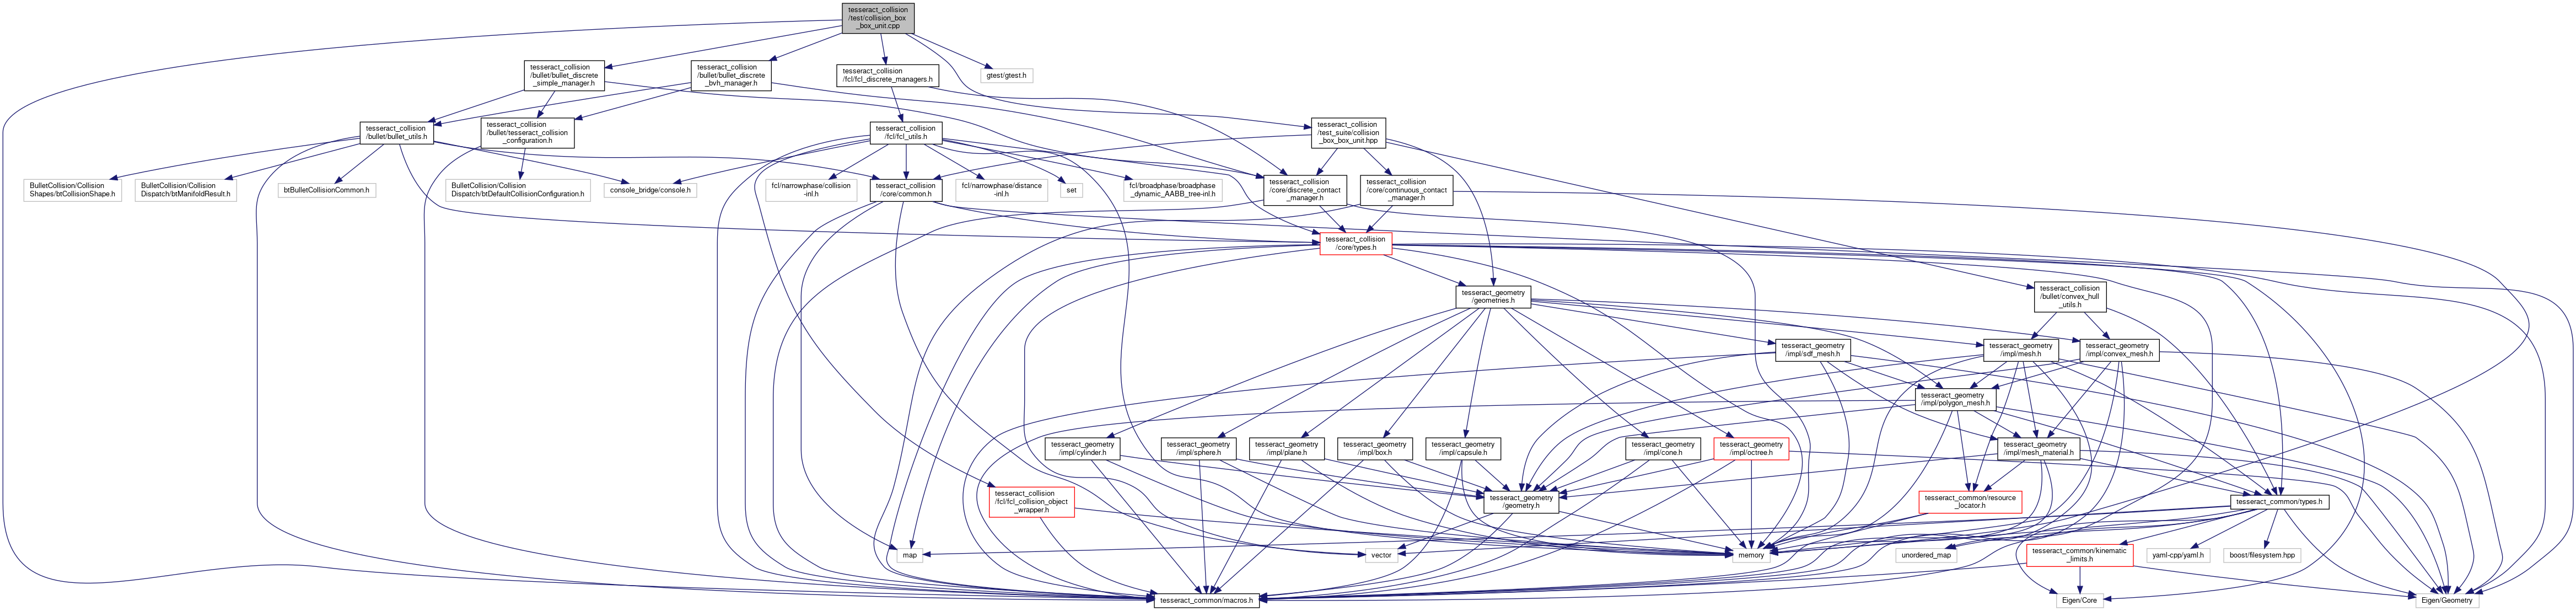 tesseract_collision
/test/collision_box
_box_unit.cpp
tesseract_collision
/bullet/bullet_discrete
_simple_manager.h
tesseract_collision
/bullet/bullet_discrete
_bvh_manager.h
tesseract_collision
/fcl/fcl_discrete_managers.h
gtest/gtest.h
tesseract_collision
/bullet/bullet_utils.h
tesseract_collision
/bullet/tesseract_collision
_configuration.h
tesseract_collision
/fcl/fcl_utils.h
tesseract_collision
/test_suite/collision
_box_box_unit.hpp
BulletCollision/Collision
Shapes/btCollisionShape.h
BulletCollision/Collision
Dispatch/btManifoldResult.h
btBulletCollisionCommon.h
BulletCollision/Collision
Dispatch/btDefaultCollisionConfiguration.h
console_bridge/console.h
fcl/narrowphase/collision
-inl.h
tesseract_collision
/core/common.h
fcl/narrowphase/distance
-inl.h
set
fcl/broadphase/broadphase
_dynamic_AABB_tree-inl.h
tesseract_collision
/core/discrete_contact
_manager.h
tesseract_collision
/core/continuous_contact
_manager.h
tesseract_collision
/core/types.h
tesseract_geometry
/geometries.h
tesseract_collision
/bullet/convex_hull
_utils.h
tesseract_geometry
/impl/sdf_mesh.h
tesseract_geometry
/impl/mesh.h
tesseract_geometry
/impl/convex_mesh.h
tesseract_geometry
/impl/polygon_mesh.h
tesseract_geometry
/impl/cylinder.h
tesseract_geometry
/impl/sphere.h
tesseract_geometry
/impl/plane.h
tesseract_geometry
/impl/box.h
tesseract_geometry
/impl/capsule.h
tesseract_geometry
/impl/cone.h
tesseract_geometry
/impl/octree.h
tesseract_geometry
/impl/mesh_material.h
tesseract_collision
/fcl/fcl_collision_object
_wrapper.h
tesseract_geometry
/geometry.h
tesseract_common/resource
_locator.h
tesseract_common/types.h
map
vector
memory
unordered_map
tesseract_common/kinematic
_limits.h
yaml-cpp/yaml.h
boost/filesystem.hpp
tesseract_common/macros.h
Eigen/Core
Eigen/Geometry